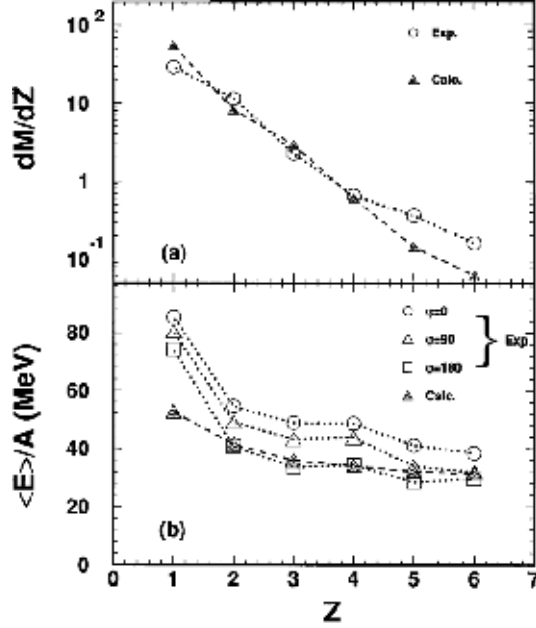 10²
10
1
10⁻¹
dM/dZ
Exp.
Calc.
(a)
80
60
40
20
0
<E>/A (MeV)
φ=0
φ=90
φ=180
Exp.
Calc.
(b)
0 1 2 3 4 5 6 7
Z